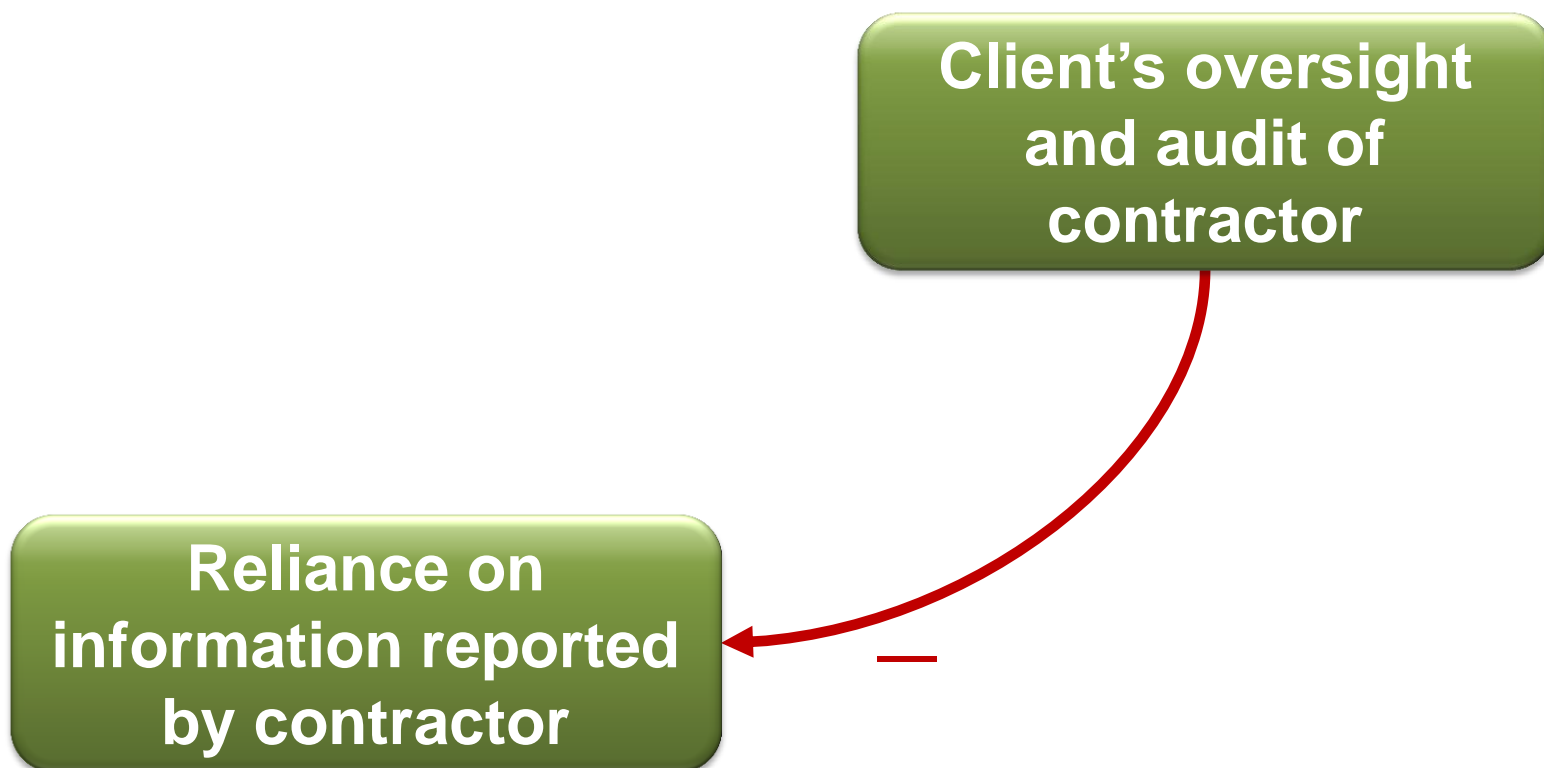 Client’s oversight
and audit of
contractor
Reliance on
information reported
by contractor
—